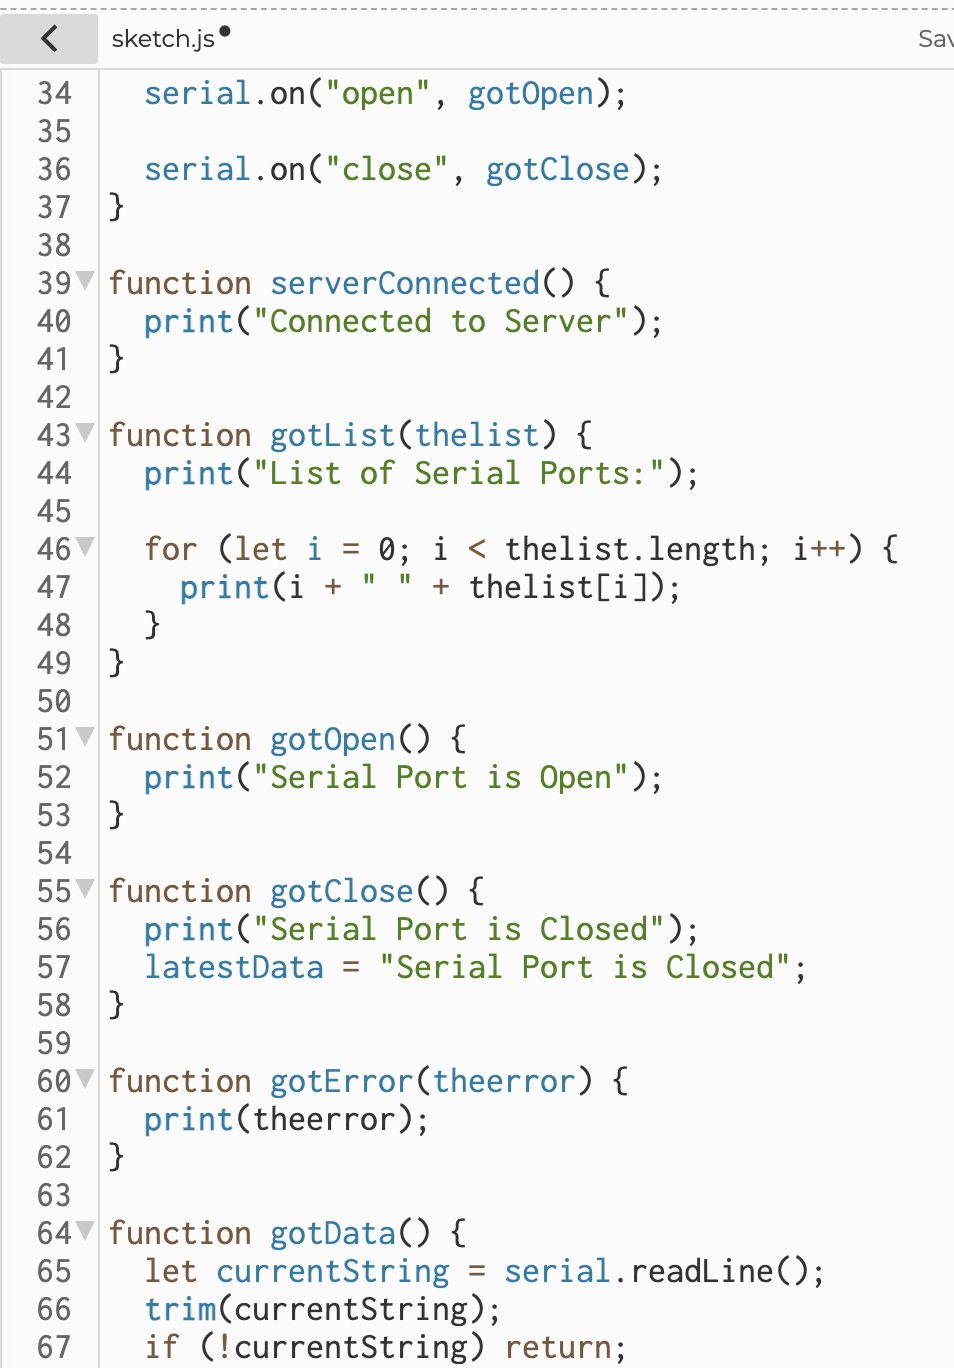 sketch.js●
Sav
34 serial.on("open", gotOpen);
35
36 serial.on("close", gotClose);
37 }
38
39 function serverConnected() {
40 print("Connected to Server");
41 }
42
43 function gotList(thelist) {
44 print("List of Serial Ports:");
45
46 for (let i = 0; i < thelist.length; i++) {
47 print(i + " " + thelist[i]);
48 }
49 }
50
51 function gotOpen() {
52 print("Serial Port is Open");
53 }
54
55 function gotClose() {
56 print("Serial Port is Closed");
57 latestData = "Serial Port is Closed";
58 }
59
60 function gotError(theerror) {
61 print(theerror);
62 }
63
64 function gotData() {
65 let currentString = serial.readLine();
66 trim(currentString);
67 if (!currentString) return;